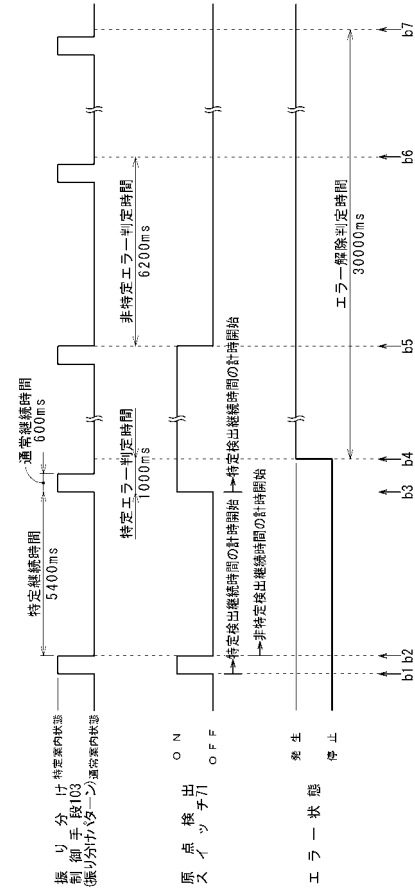 振り分け
制御手段103
(振り分けパターン)
特定案内状態
通常案内状態
特定継続時間
5400ms
通常継続時間
600ms
特定エラー判定時間
1000ms
非特定エラー判定時間
6200ms
原点検出
スイッチ71
ON
OFF
特定検出継続時間の計時開始
非特定検出継続時間の計時開始
特定検出継続時間の計時開始
エラー状態
発生
停止
エラー解除判定時間
30000ms
b1 b2 b3 b4 b5 b6 b7